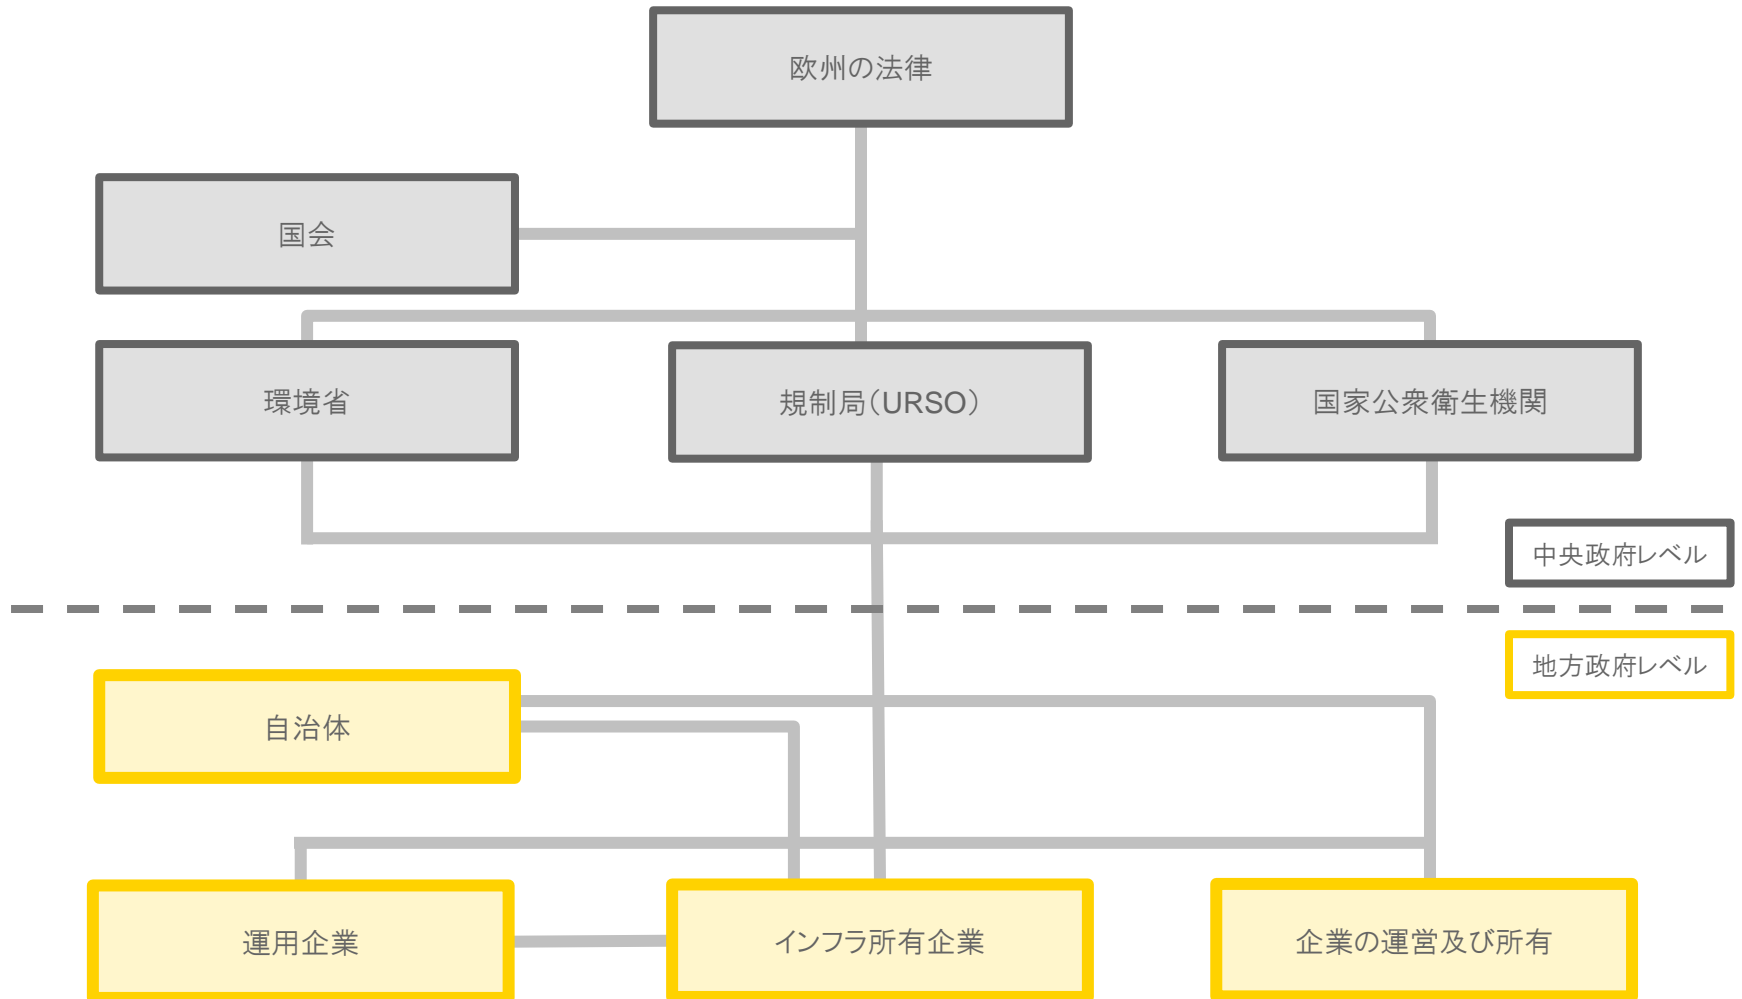 欧州の法律
国会
環境省
規制局（URSO）
国家公衆衛生機関
中央政府レベル
地方政府レベル
自治体
運用企業
インフラ所有企業
企業の運営及び所有